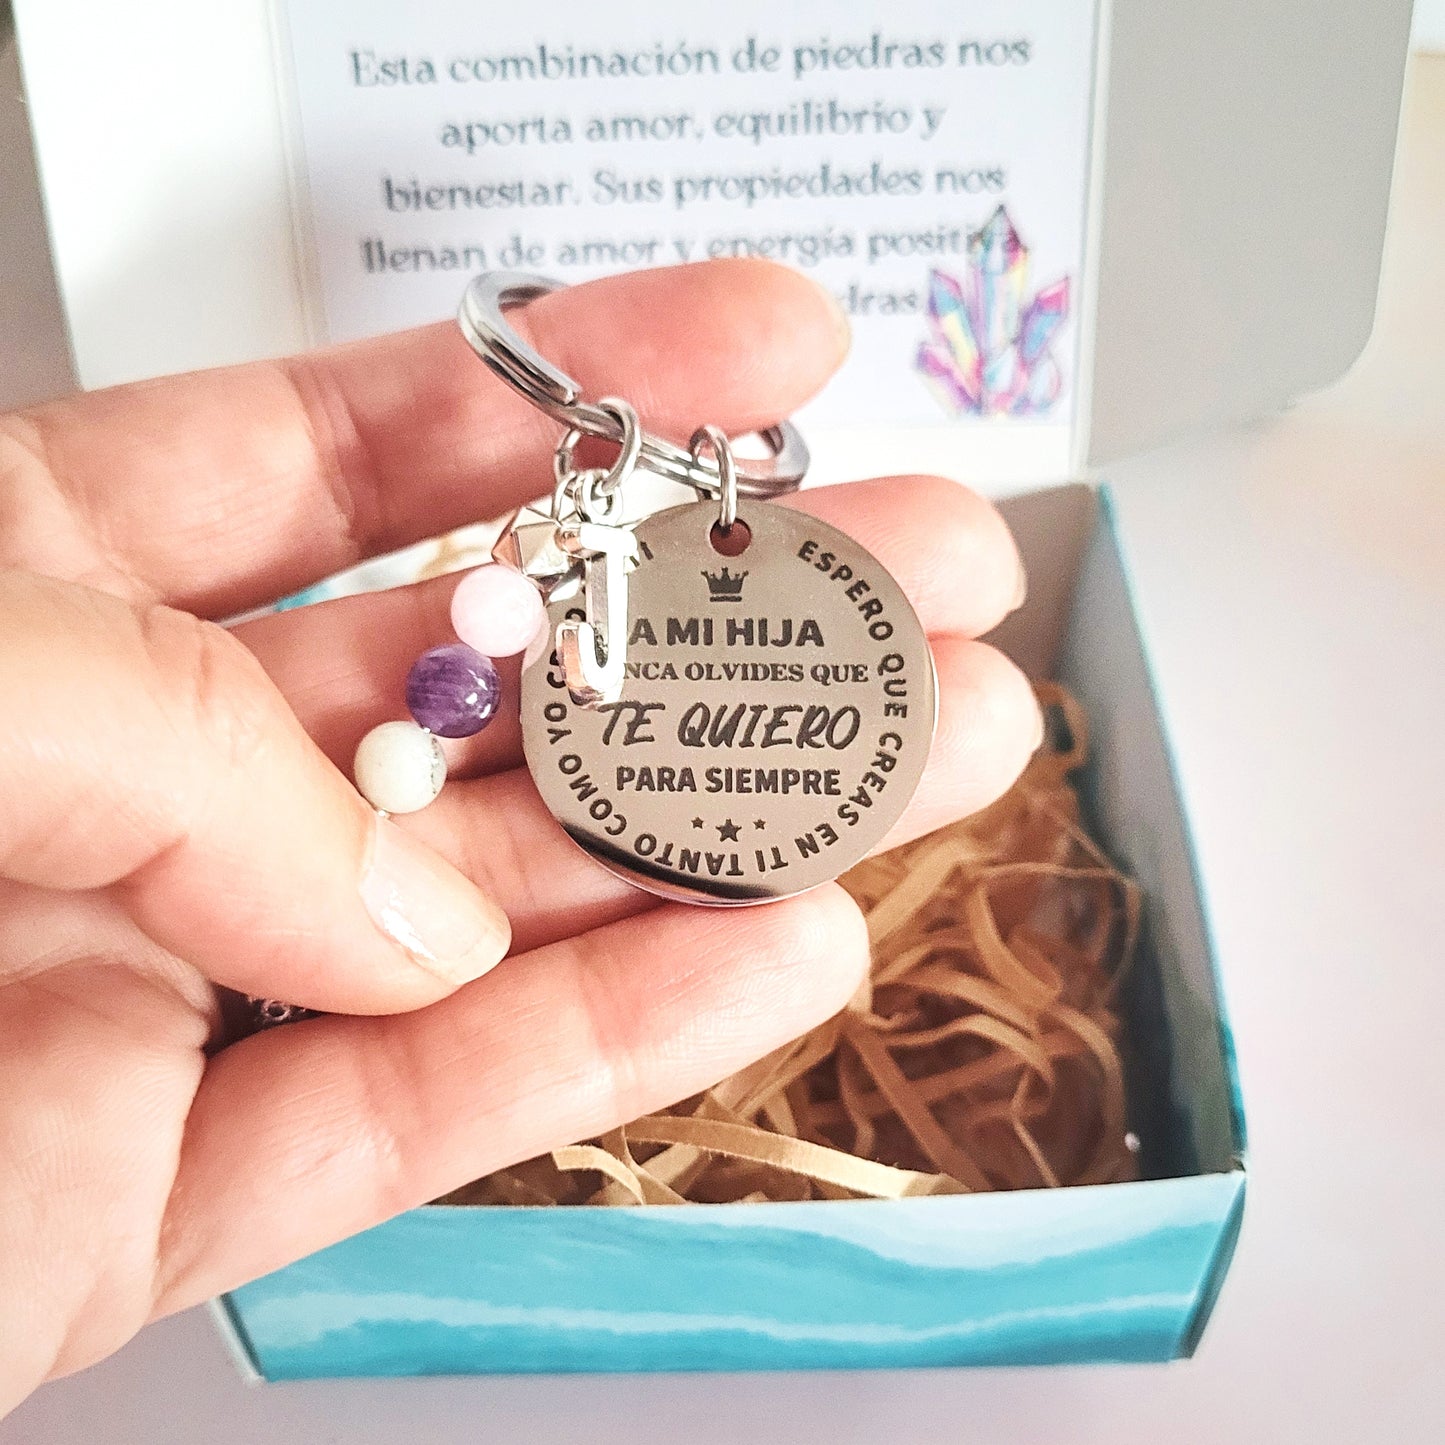 Esta combinación de piedras nos
aporta amor, equilibrio y
bienestar. Sus propiedades nos
llenan de amor y energía
J
A MI HIJA
OLVIDES QUE
TE QUIERO
PARA SIEMPRE
ESPERO QUE CREAS EN TI TANTO COMO YO